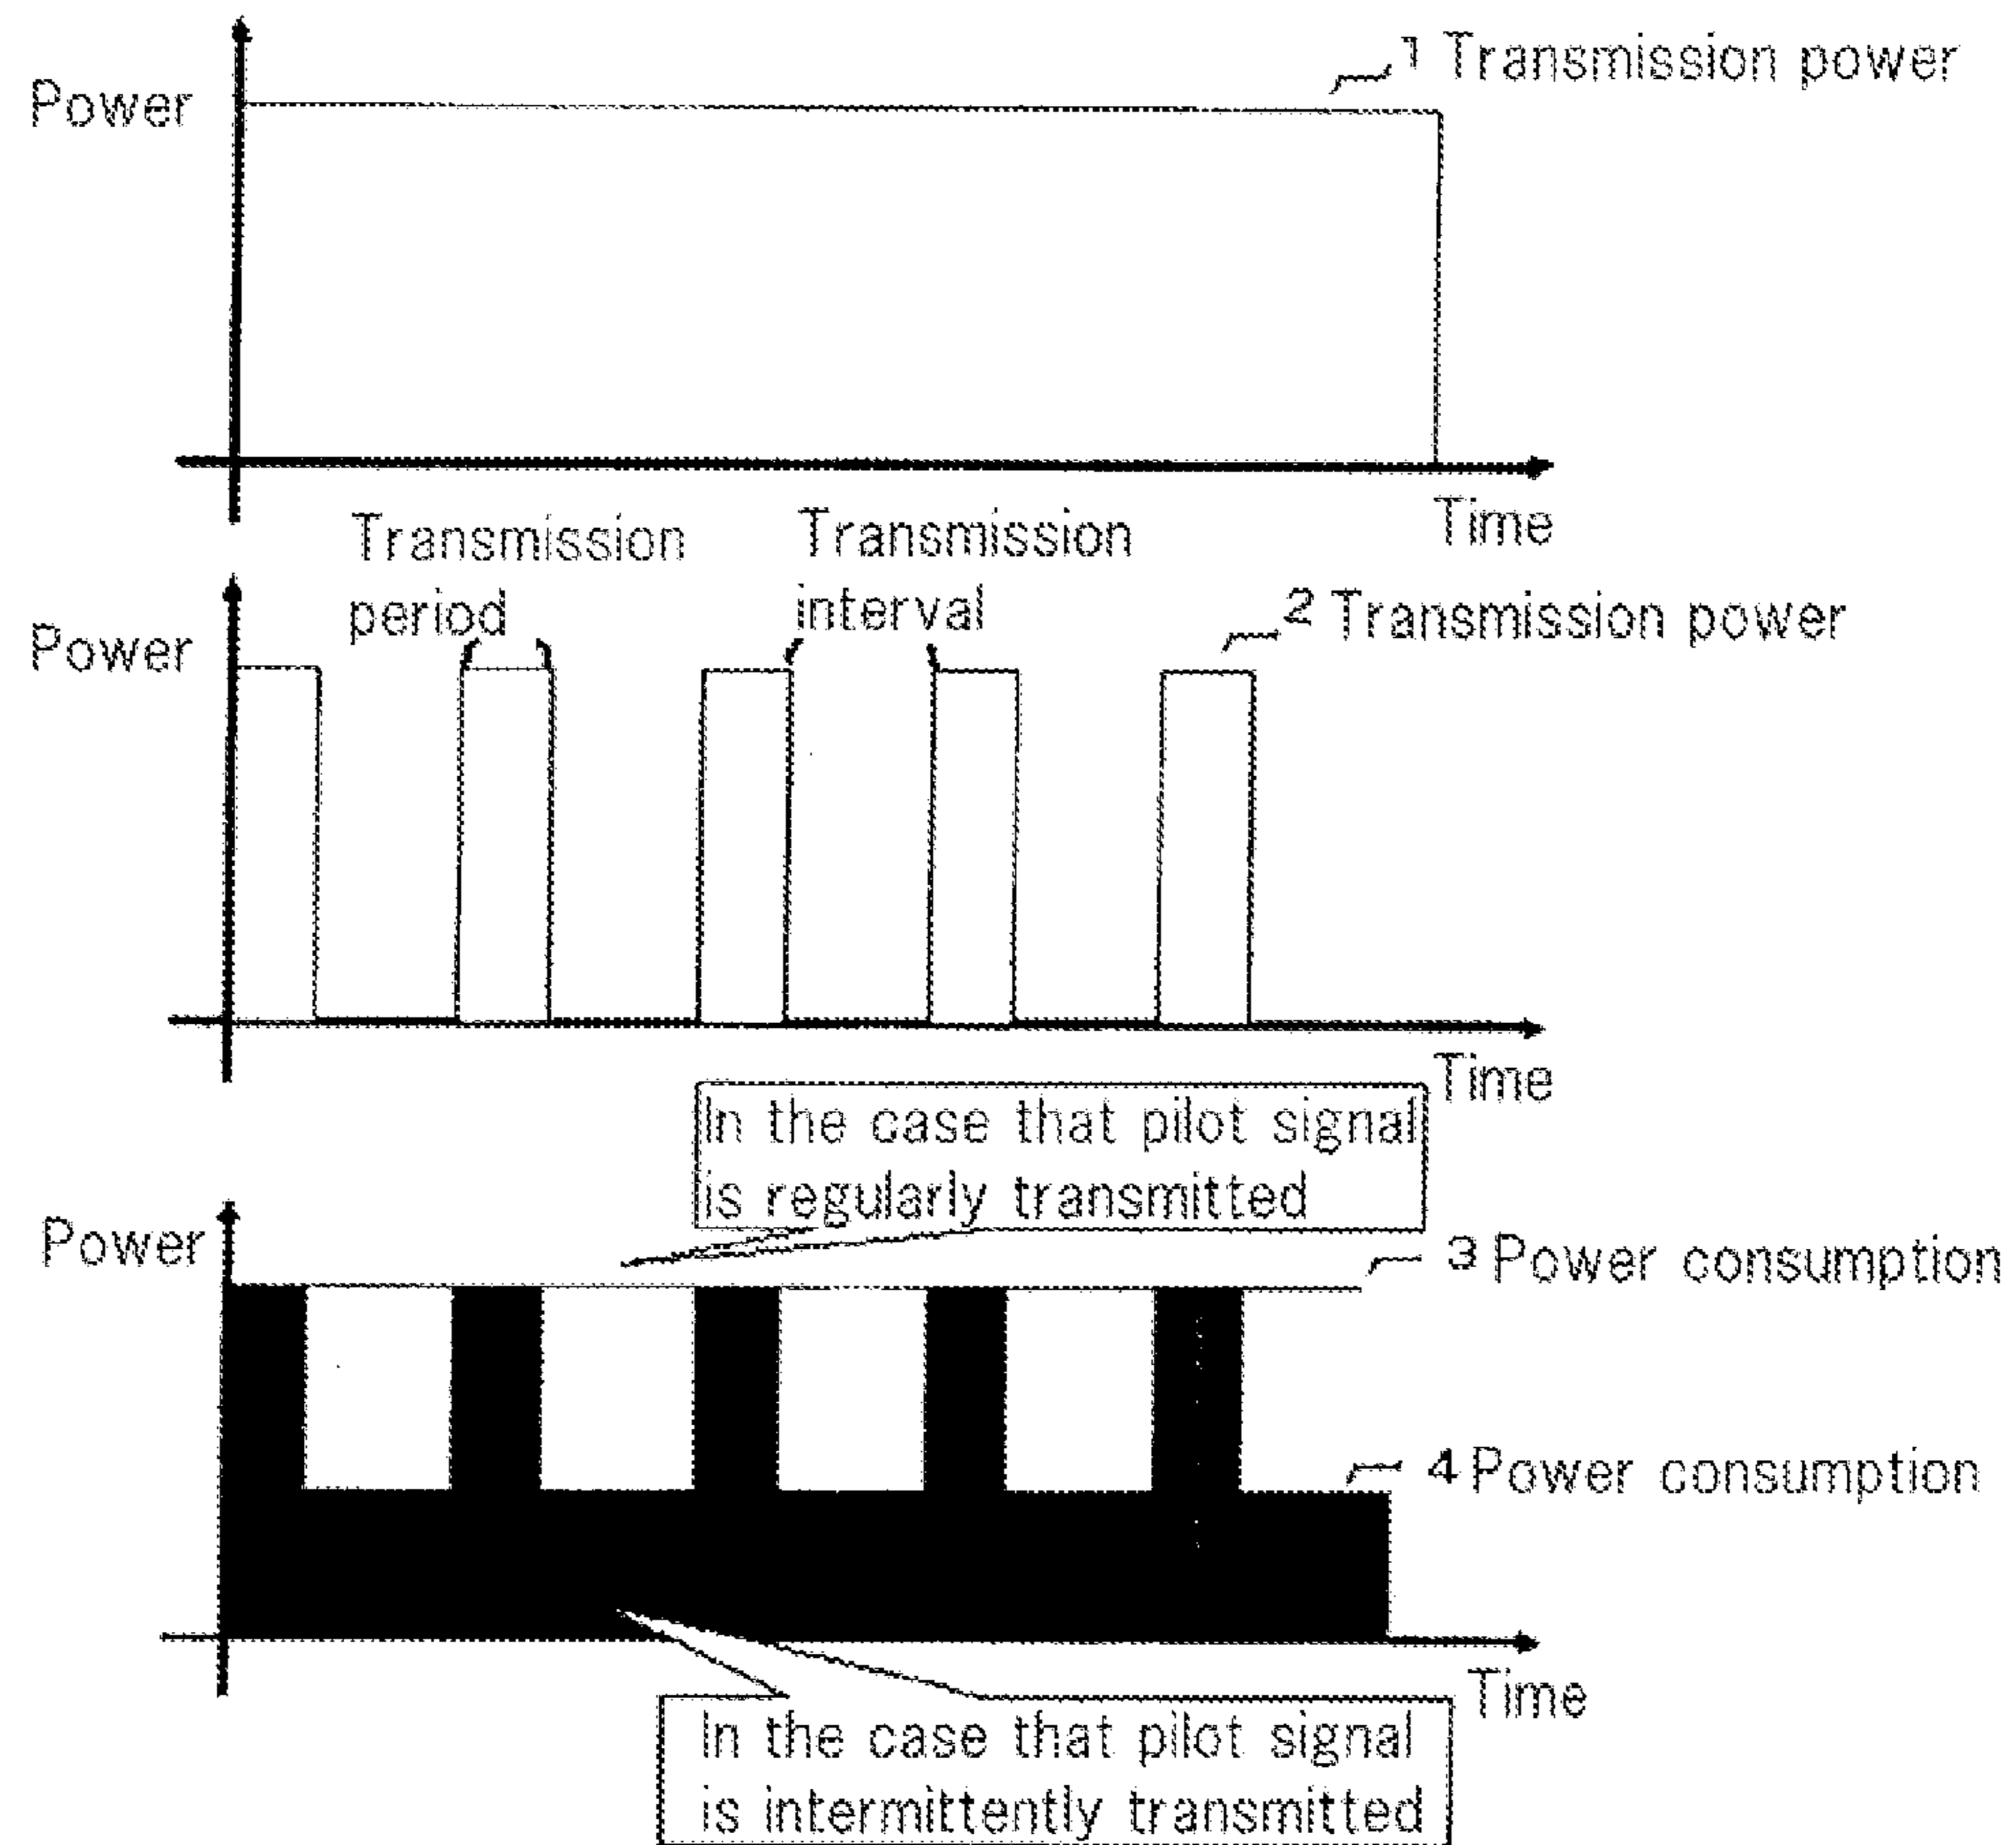 Power
1 Transmission power
Time
Transmission
period
Transmission
interval
Power
2 Transmission power
Time
In the case that pilot signal
is regularly transmitted
Power
3 Power consumption
4 Power consumption
Time
In the case that pilot signal
is intermittently transmitted